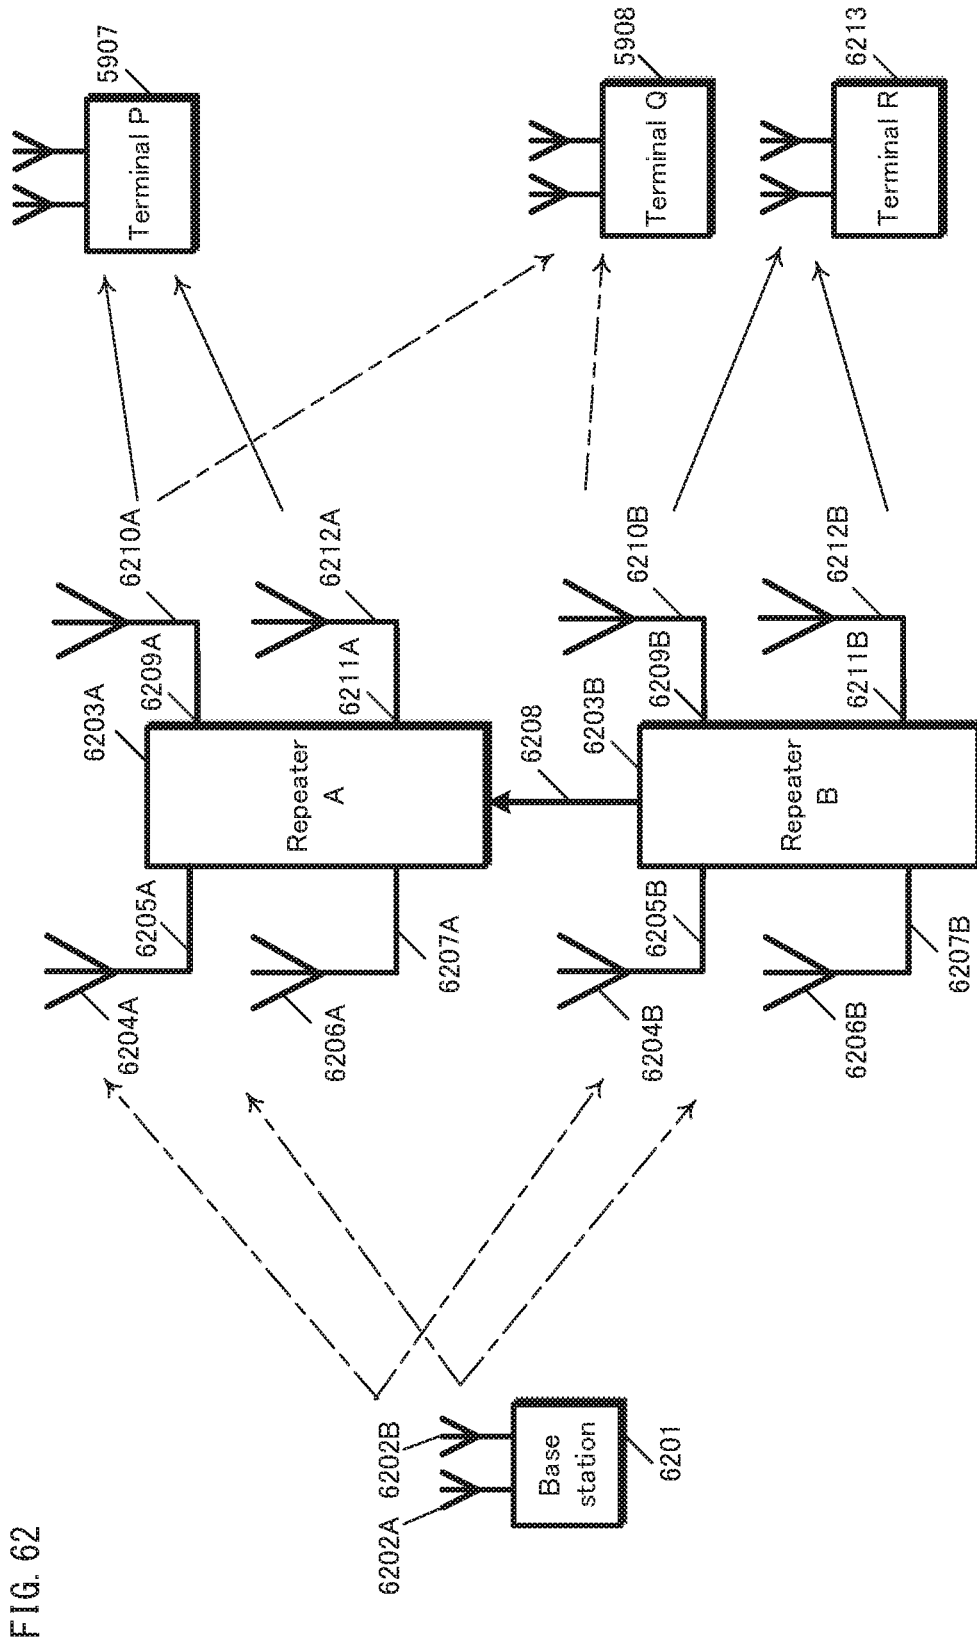 FIG. 62
6202A
6202B
Base
station
6201
6204A
6205A
6206A
6207A
6203A
Repeater
A
6209A
6210A
6211A
6212A
6208
6204B
6205B
6206B
6207B
6203B
Repeater
B
6209B
6210B
6211B
6212B
Terminal P
5907
Terminal Q
5908
Terminal R
6213